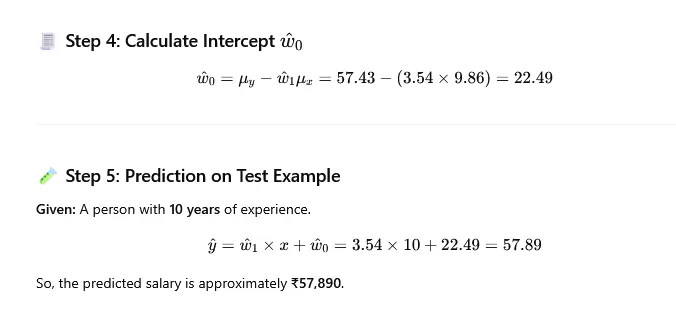 Step 4: Calculate Intercept ŵ₀
ŵ₀ = μᵧ − ŵ₁μₓ = 57.43 − (3.54 × 9.86) = 22.49
Step 5: Prediction on Test Example
Given: A person with 10 years of experience.
ŷ = ŵ₁ × x + ŵ₀ = 3.54 × 10 + 22.49 = 57.89
So, the predicted salary is approximately ₹57,890.